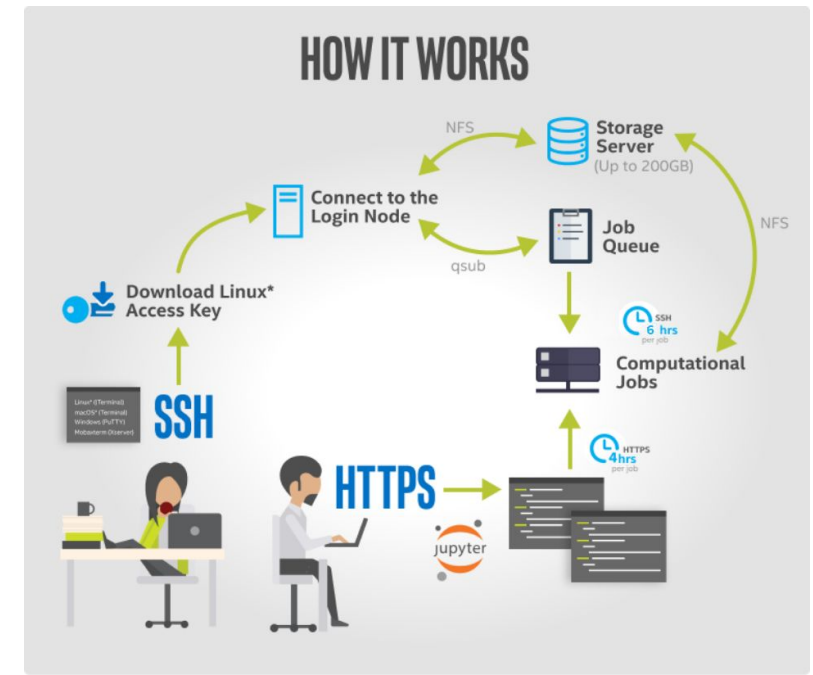 HOW IT WORKS
NFS
Storage
Server
(Up to 200GB)
Connect to the
Login Node
Job
Queue
NFS
qsub
Download Linux*
Access Key
SSH
6 hrs
per job
Computational
Jobs
Linux* ((Terminal)
macOS* (Terminal)
Windows (PuTTY)
Mobaxterm (Xserver)
SSH
HTTPS
4hrs
per job
HTTPS
jupyter